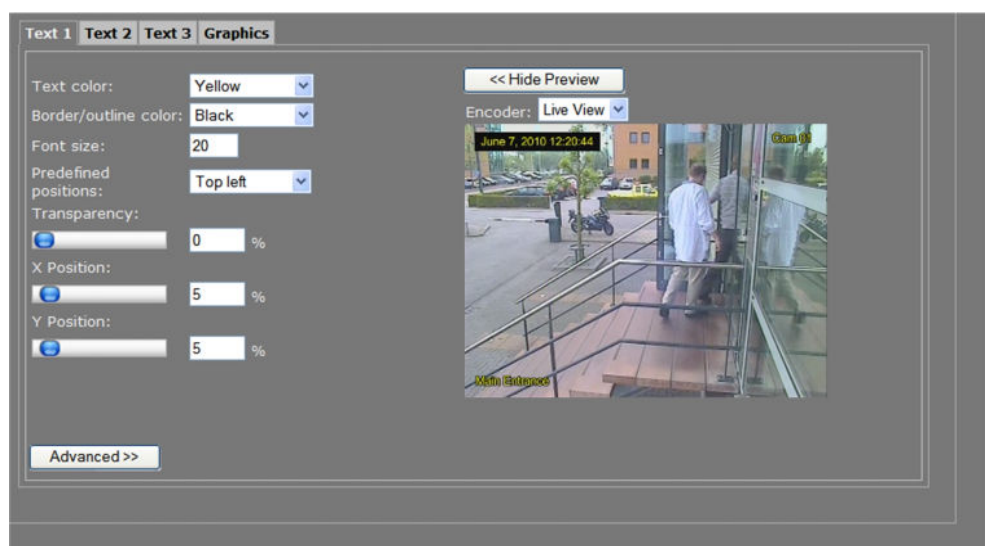 Text 1 Text 2 Text 3 Graphics
<< Hide Preview
Text color: Yellow
Encoder: Live View
Border/outline color: Black
June 7, 2010 12:20:44
Cam 01
Font size: 20
Predefined
positions: Top left
Transparency:
0 %
X Position:
5 %
Y Position:
5 %
Main Entrance
Advanced >>